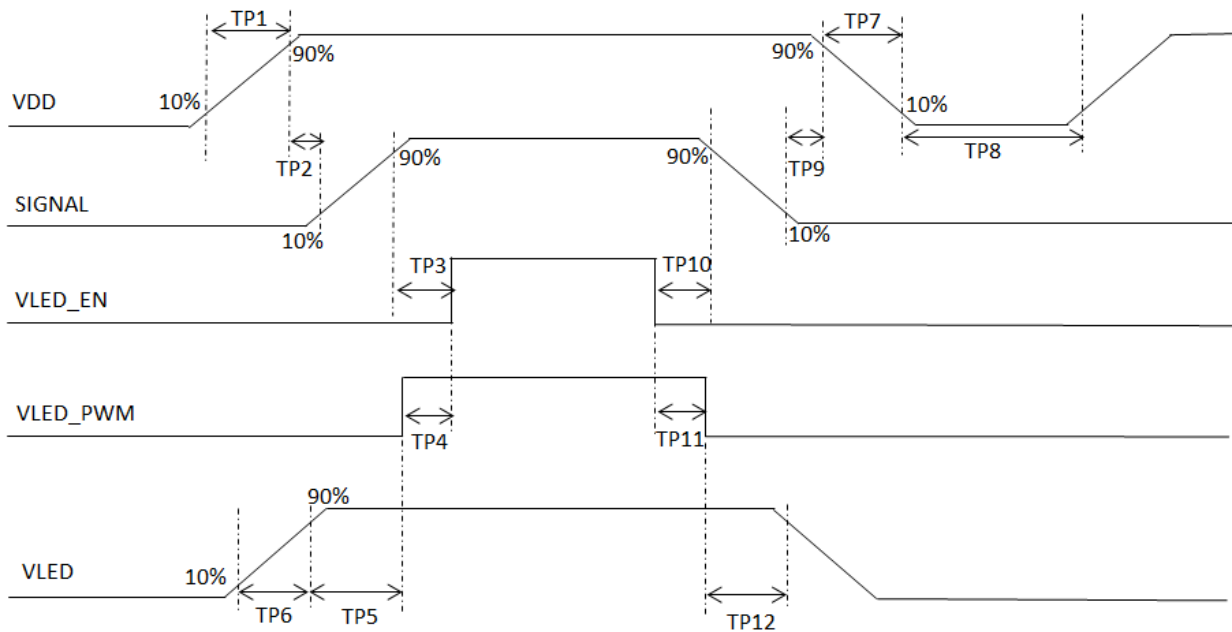 TP1
TP7
90%
90%
VDD
10%
10%
TP2
90%
90%
TP9
TP8
SIGNAL
10%
10%
TP3
TP10
VLED_EN
VLED_PWM
TP4
TP11
90%
VLED
10%
TP6
TP5
TP12